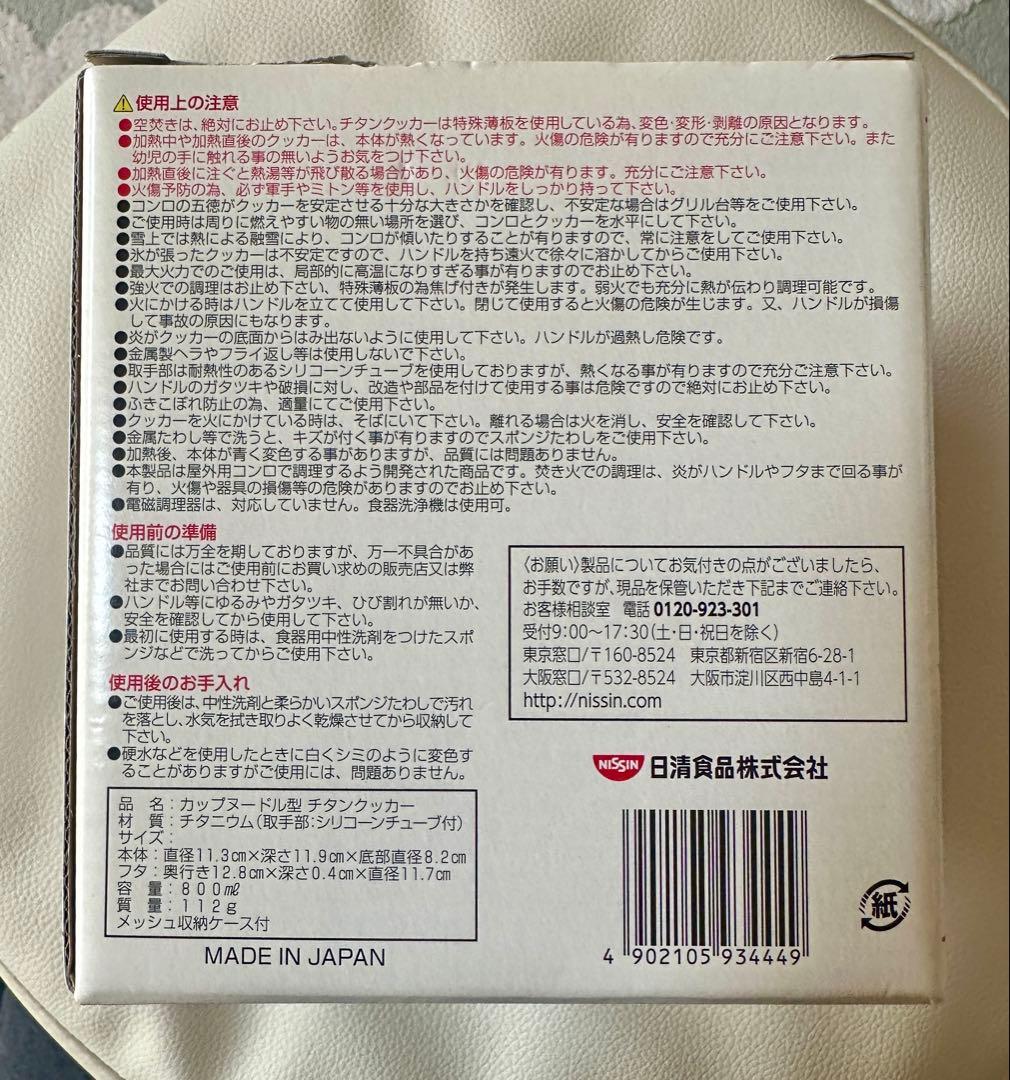 ⚠使用上の注意
●空焚きは、絶対にお止め下さい。チタンクッカーは特殊薄板を使用している為、変色・変形・剥離の原因となります。
●加熱中や加熱直後のクッカーは、本体が熱くなっています。火傷の危険が有りますので充分にご注意下さい。また
幼児の手に触れる事の無いようお気をつけ下さい。
●加熱直後に注ぐと熱湯等が飛び散る場合があり、火傷の危険が有ります。充分にご注意下さい。
●火傷予防の為、必ず軍手やミトン等を使用し、ハンドルをしっかり持って下さい。
●コンロの五徳がクッカーを安定させる十分な大きさかを確認し、不安定な場合はグリル台等をご使用下さい。
●ご使用時は周りに燃えやすい物の無い場所を選び、コンロとクッカーを水平にして下さい。
●雪上では熱による融雪により、コンロが傾いたりすることが有りますので、常に注意をしてご使用下さい。
●氷が張ったクッカーは不安定ですので、ハンドルを持ち遠火で徐々に溶かしてからご使用下さい。
●最大火力でのご使用は、局部的に高温になりすぎる事が有りますのでお止め下さい。
●強火での調理はお止め下さい、特殊薄板の為焦げ付きが発生します。弱火でも充分に熱が伝わり調理可能です。
●火にかける時はハンドルを立てて使用して下さい。閉じて使用すると火傷の危険が生じます。又、ハンドルが損傷
して事故の原因にもなります。
●炎がクッカーの底面からはみ出ないように使用して下さい。ハンドルが過熱し危険です。
●金属製ヘラやフライ返し等は使用しないで下さい。
●取手部は耐熱性のあるシリコーンチューブを使用しておりますが、熱くなる事が有りますので充分ご注意下さい。
●ハンドルのガタツキや破損に対し、改造や部品を付けて使用する事は危険ですので絶対にお止め下さい。
●ふきこぼれ防止の為、適量にてご使用下さい。
●クッカーを火にかけている時は、そばにいて下さい。離れる場合は火を消し、安全を確認して下さい。
●金属たわし等で洗うと、キズが付く事が有りますのでスポンジたわしをご使用下さい。
●加熱後、本体が青く変色する事がありますが、品質には問題ありません。
●本製品は屋外用コンロで調理するよう開発された商品です。焚き火での調理は、炎がハンドルやフタまで回る事が
有り、火傷や器具の損傷等の危険がありますのでお止め下さい。
●電磁調理器は、対応していません。食器洗浄機は使用可。
使用前の準備
●品質には万全を期しておりますが、万一不具合があ
った場合にはご使用前にお買い求めの販売店又は弊
社までお問い合わせ下さい。
●ハンドル等にゆるみやガタツキ、ひび割れが無いか、
安全を確認してから使用して下さい。
●最初に使用する時は、食器用中性洗剤をつけたスポ
ンジなどで洗ってからご使用下さい。
使用後のお手入れ
●ご使用後は、中性洗剤と柔らかいスポンジたわしで汚れ
を落とし、水気を拭き取りよく乾燥させてから収納して
下さい。
●硬水などを使用したときに白くシミのように変色す
ることがありますがご使用には、問題ありません。
品 名：カップヌードル型 チタンクッカー
材 質：チタニウム（取手部：シリコーンチューブ付）
サイズ：
本体：直径11.3㎝×深さ11.9㎝×底部直径8.2㎝
フタ：奥行き12.8㎝×深さ0.4㎝×直径11.7㎝
容 量：800㎖
質 量：112g
メッシュ収納ケース付
MADE IN JAPAN
〈お願い〉製品についてお気付きの点がございましたら、
お手数ですが、現品を保管いただき下記までご連絡下さい。
お客様相談室 電話 0120-923-301
受付9:00～17:30（土・日・祝日を除く）
東京窓口/〒160-8524 東京都新宿区新宿6-28-1
大阪窓口/〒532-8524 大阪市淀川区西中島4-1-1
http://nissin.com
NISSIN 日清食品株式会社
4 902105 934449
紙